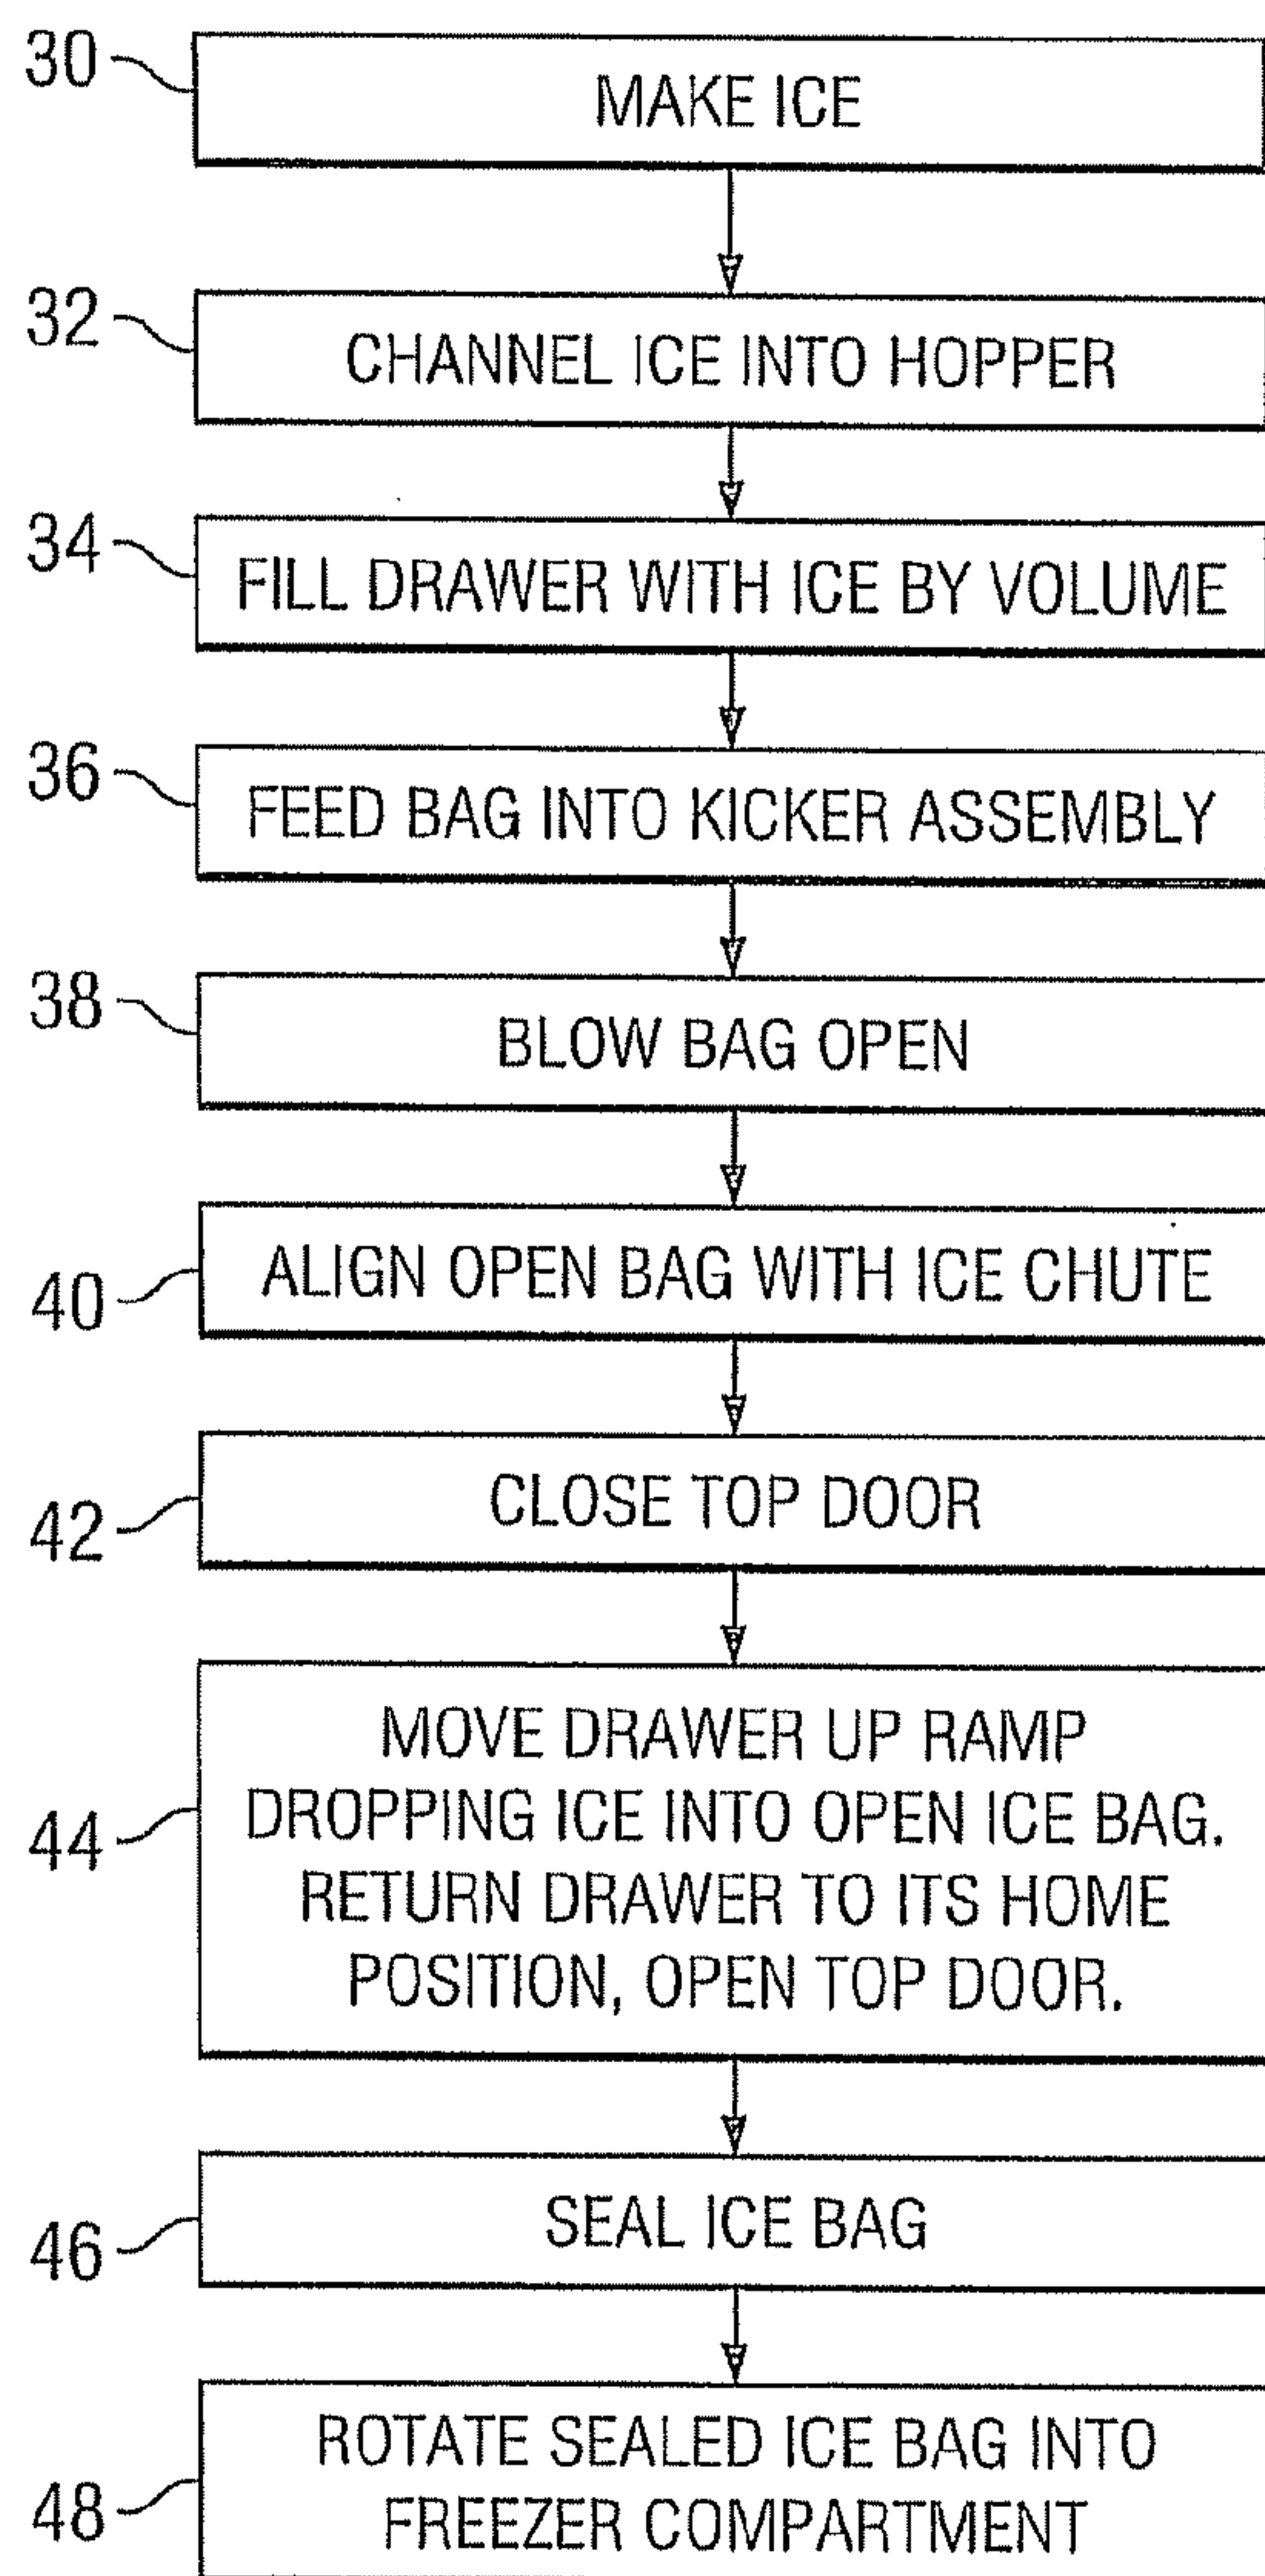 30
MAKE ICE
32
CHANNEL ICE INTO HOPPER
34
FILL DRAWER WITH ICE BY VOLUME
36
FEED BAG INTO KICKER ASSEMBLY
38
BLOW BAG OPEN
40
ALIGN OPEN BAG WITH ICE CHUTE
42
CLOSE TOP DOOR
44
MOVE DRAWER UP RAMP
DROPPING ICE INTO OPEN ICE BAG.
RETURN DRAWER TO ITS HOME
POSITION, OPEN TOP DOOR.
46
SEAL ICE BAG
48
ROTATE SEALED ICE BAG INTO
FREEZER COMPARTMENT